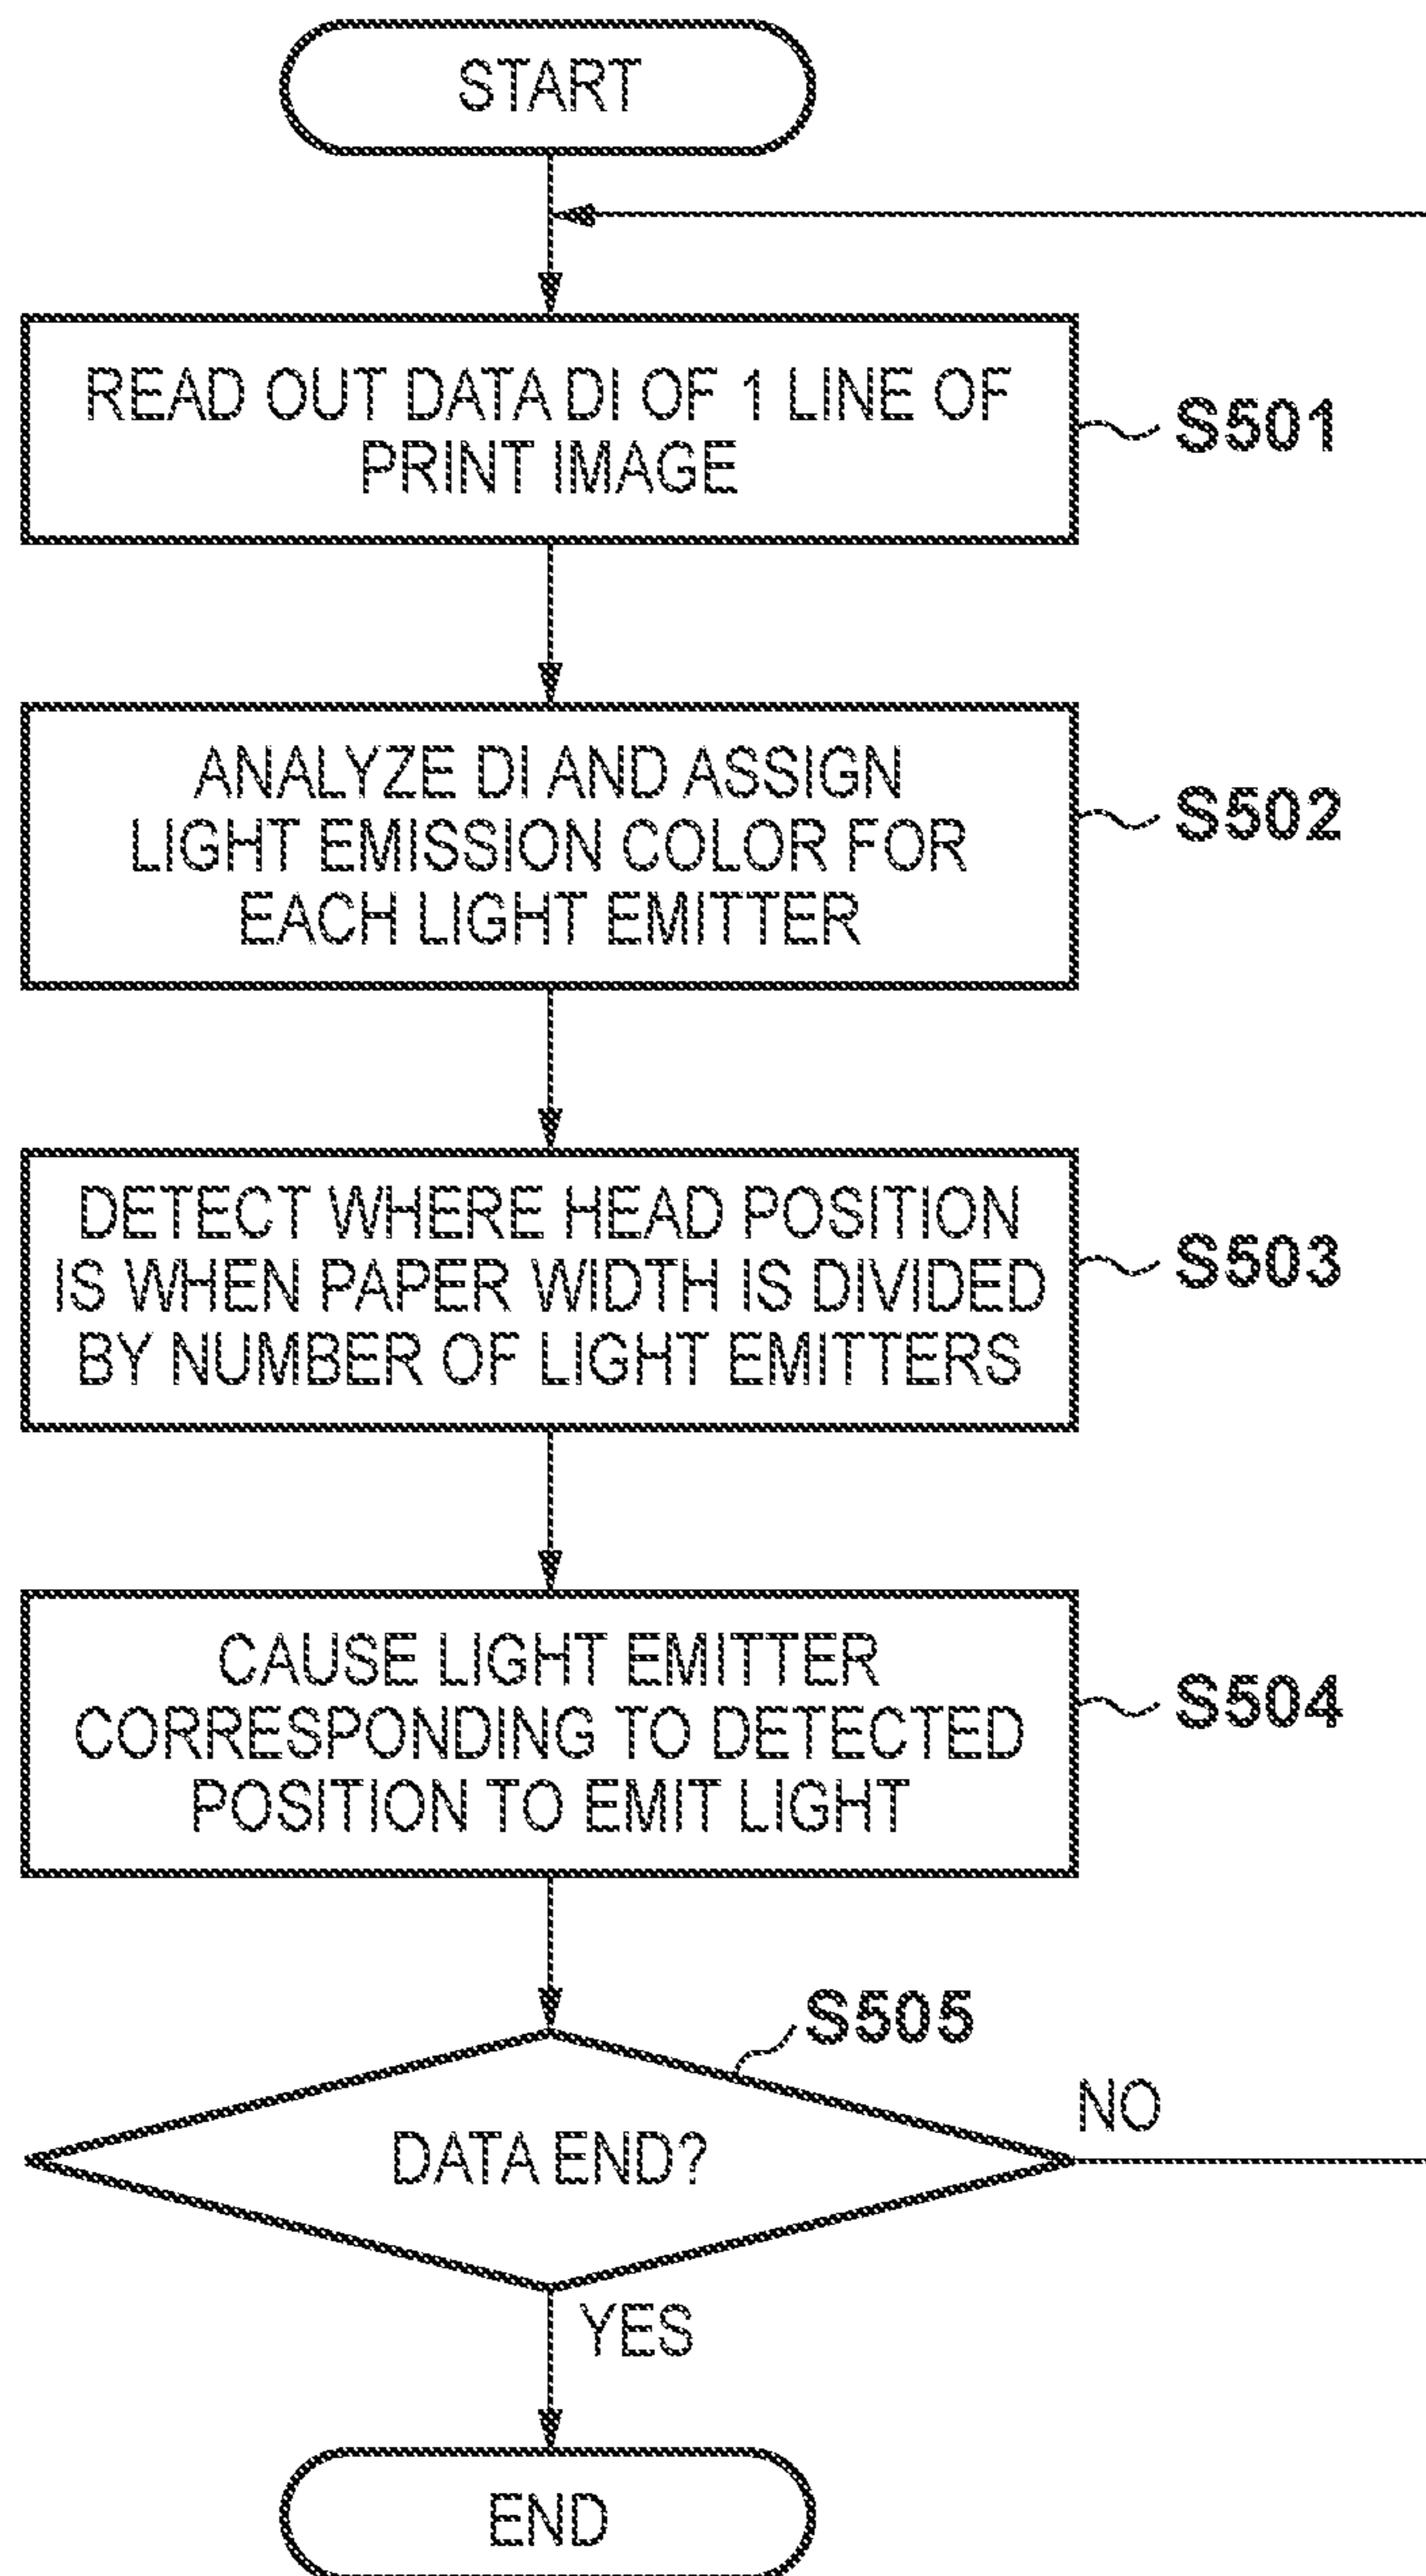 START
READ OUT DATA DI OF 1 LINE OF
PRINT IMAGE
S501
ANALYZE DI AND ASSIGN
LIGHT EMISSION COLOR FOR
EACH LIGHT EMITTER
S502
DETECT WHERE HEAD POSITION
IS WHEN PAPER WIDTH IS DIVIDED
BY NUMBER OF LIGHT EMITTERS
S503
CAUSE LIGHT EMITTER
CORRESPONDING TO DETECTED
POSITION TO EMIT LIGHT
S504
S505
DATA END?
NO
YES
END